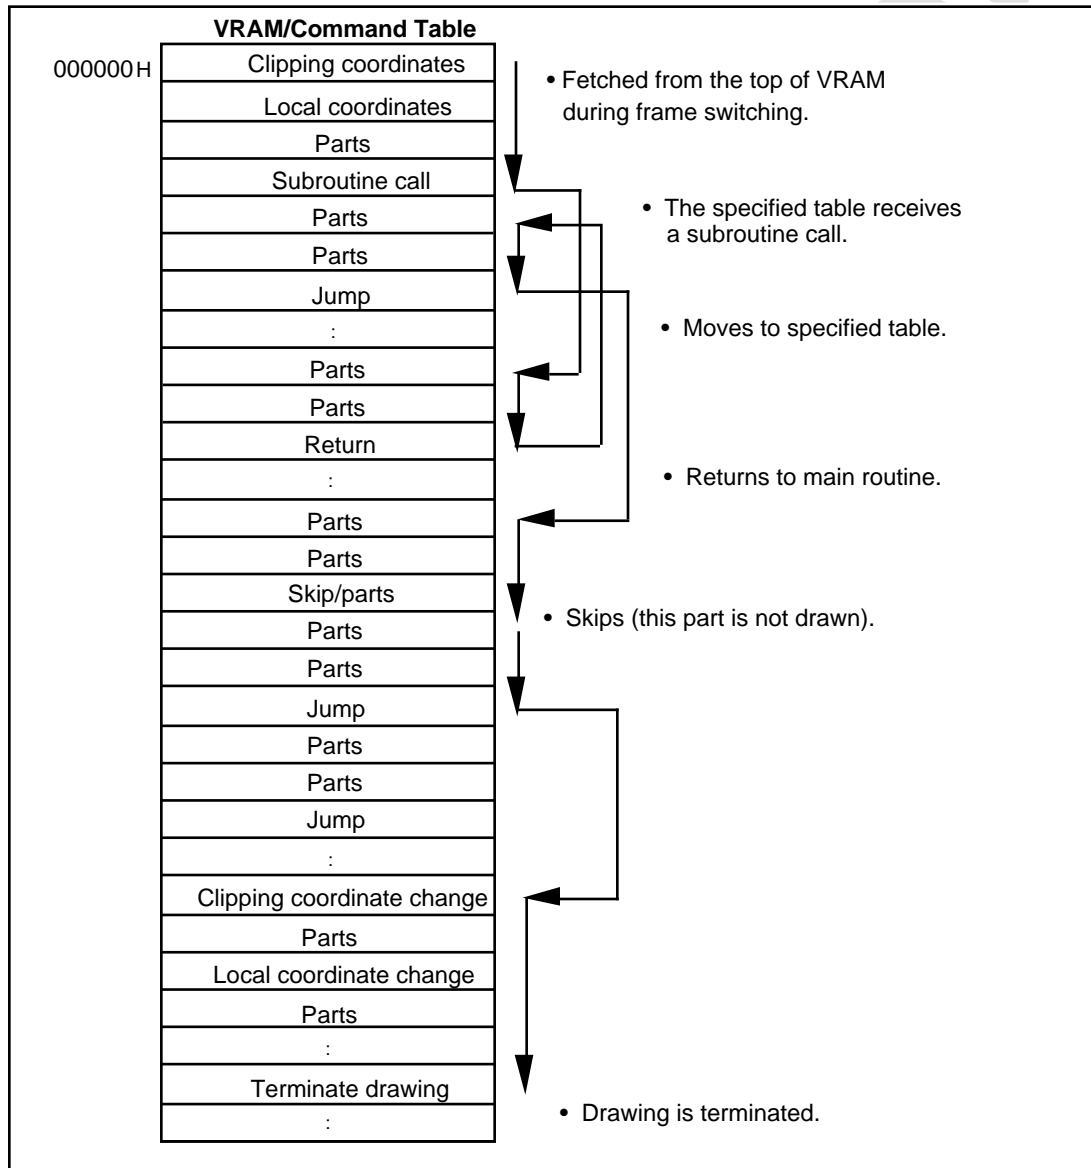 VRAM/Command Table
000000H
Clipping coordinates
• Fetched from the top of VRAM
during frame switching.
Local coordinates
Parts
Subroutine call
• The specified table receives
a subroutine call.
Parts
Parts
Jump
• Moves to specified table.
:
Parts
Parts
Return
• Returns to main routine.
:
Parts
Parts
Skip/parts
• Skips (this part is not drawn).
Parts
Parts
Jump
Parts
Parts
Jump
:
Clipping coordinate change
Parts
Local coordinate change
Parts
:
Terminate drawing
• Drawing is terminated.
: